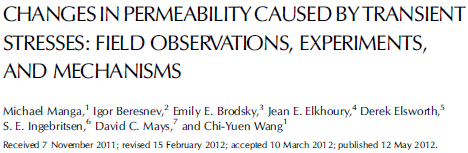 CHANGES IN PERMEABILITY CAUSED BY TRANSIENT
STRESSES: FIELD OBSERVATIONS, EXPERIMENTS,
AND MECHANISMS
Michael Manga,¹ Igor Beresnev,² Emily E. Brodsky,³ Jean E. Elkhoury,⁴ Derek Elsworth,⁵
S. E. Ingebritsen,⁶ David C. Mays,⁷ and Chi-Yuen Wang¹
Received 7 November 2011; revised 15 February 2012; accepted 10 March 2012; published 12 May 2012.